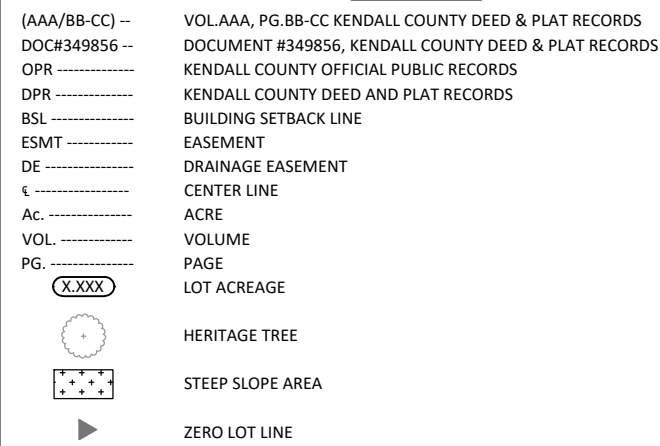 (AAA/BB-CC) -- VOL.AAA, PG.BB-CC KENDALL COUNTY DEED & PLAT RECORDS
DOC#349856 -- DOCUMENT #349856, KENDALL COUNTY DEED & PLAT RECORDS
OPR -------------- KENDALL COUNTY OFFICIAL PUBLIC RECORDS
DPR -------------- KENDALL COUNTY DEED AND PLAT RECORDS
BSL --------------- BUILDING SETBACK LINE
ESMT ------------ EASEMENT
DE ---------------- DRAINAGE EASEMENT
℄ ----------------- CENTER LINE
Ac. --------------- ACRE
VOL. ------------- VOLUME
PG. --------------- PAGE
X.XXX LOT ACREAGE
HERITAGE TREE
STEEP SLOPE AREA
ZERO LOT LINE